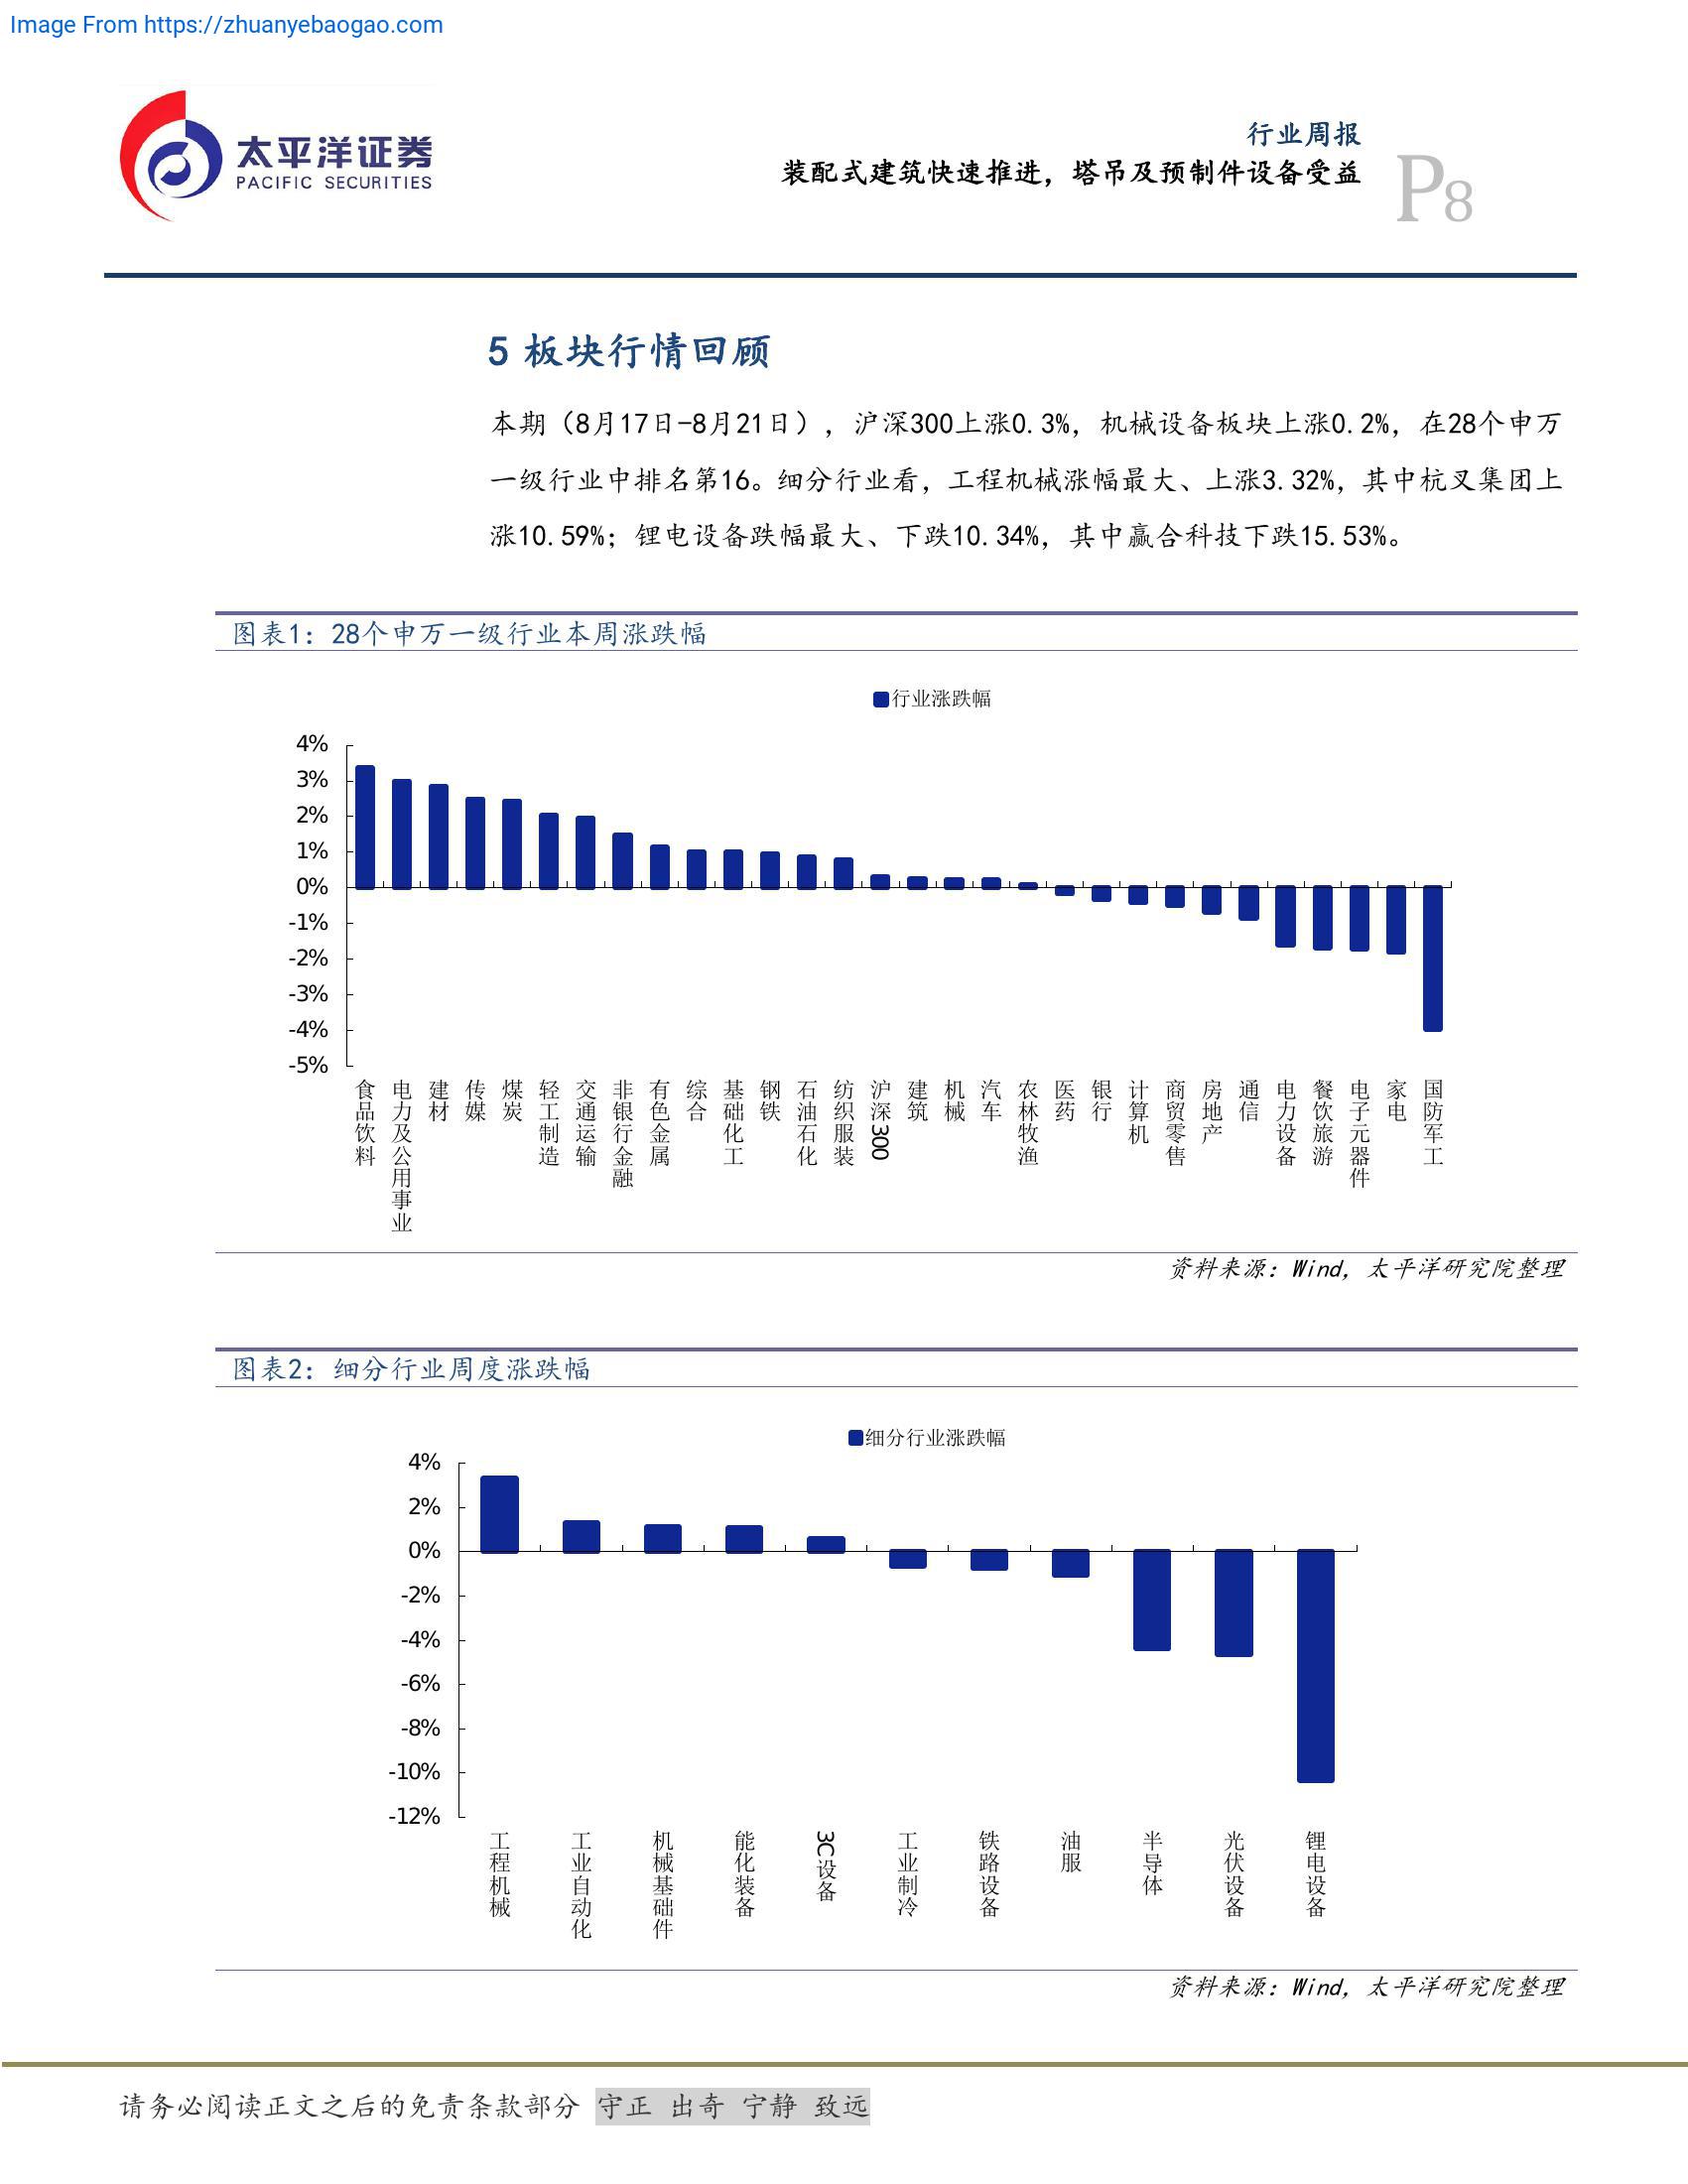 Image From https://zhuanyebaogao.com
太平洋证券
PACIFIC SECURITIES
行业周报
装配式建筑快速推进，塔吊及预制件设备受益
P8
5 板块行情回顾
本期（8月17日-8月21日），沪深300上涨0.3%，机械设备板块上涨0.2%，在28个申万
一级行业中排名第16。细分行业看，工程机械涨幅最大、上涨3.32%，其中杭叉集团上
涨10.59%；锂电设备跌幅最大、下跌10.34%，其中赢合科技下跌15.53%。
图表1：28个申万一级行业本周涨跌幅
行业涨跌幅
4%
3%
2%
1%
0%
-1%
-2%
-3%
-4%
-5%
食品饮料
电力及公用事业
建材
传媒
煤炭
轻工制造
交通运输
非银行金融
有色金属
综合
基础化工
钢铁
石油石化
纺织服装
沪深300
建筑
机械
汽车
农林牧渔
医药
银行
计算机
商贸零售
房地产
通信
电力设备
餐饮旅游
电子元器件
家电
国防军工
资料来源：Wind，太平洋研究院整理
图表2：细分行业周度涨跌幅
细分行业涨跌幅
4%
2%
0%
-2%
-4%
-6%
-8%
-10%
-12%
工程机械
工业自动化
机械基础件
能化装备
3C设备
工业制冷
铁路设备
油服
半导体
光伏设备
锂电设备
资料来源：Wind，太平洋研究院整理
请务必阅读正文之后的免责条款部分 守正 出奇 宁静 致远